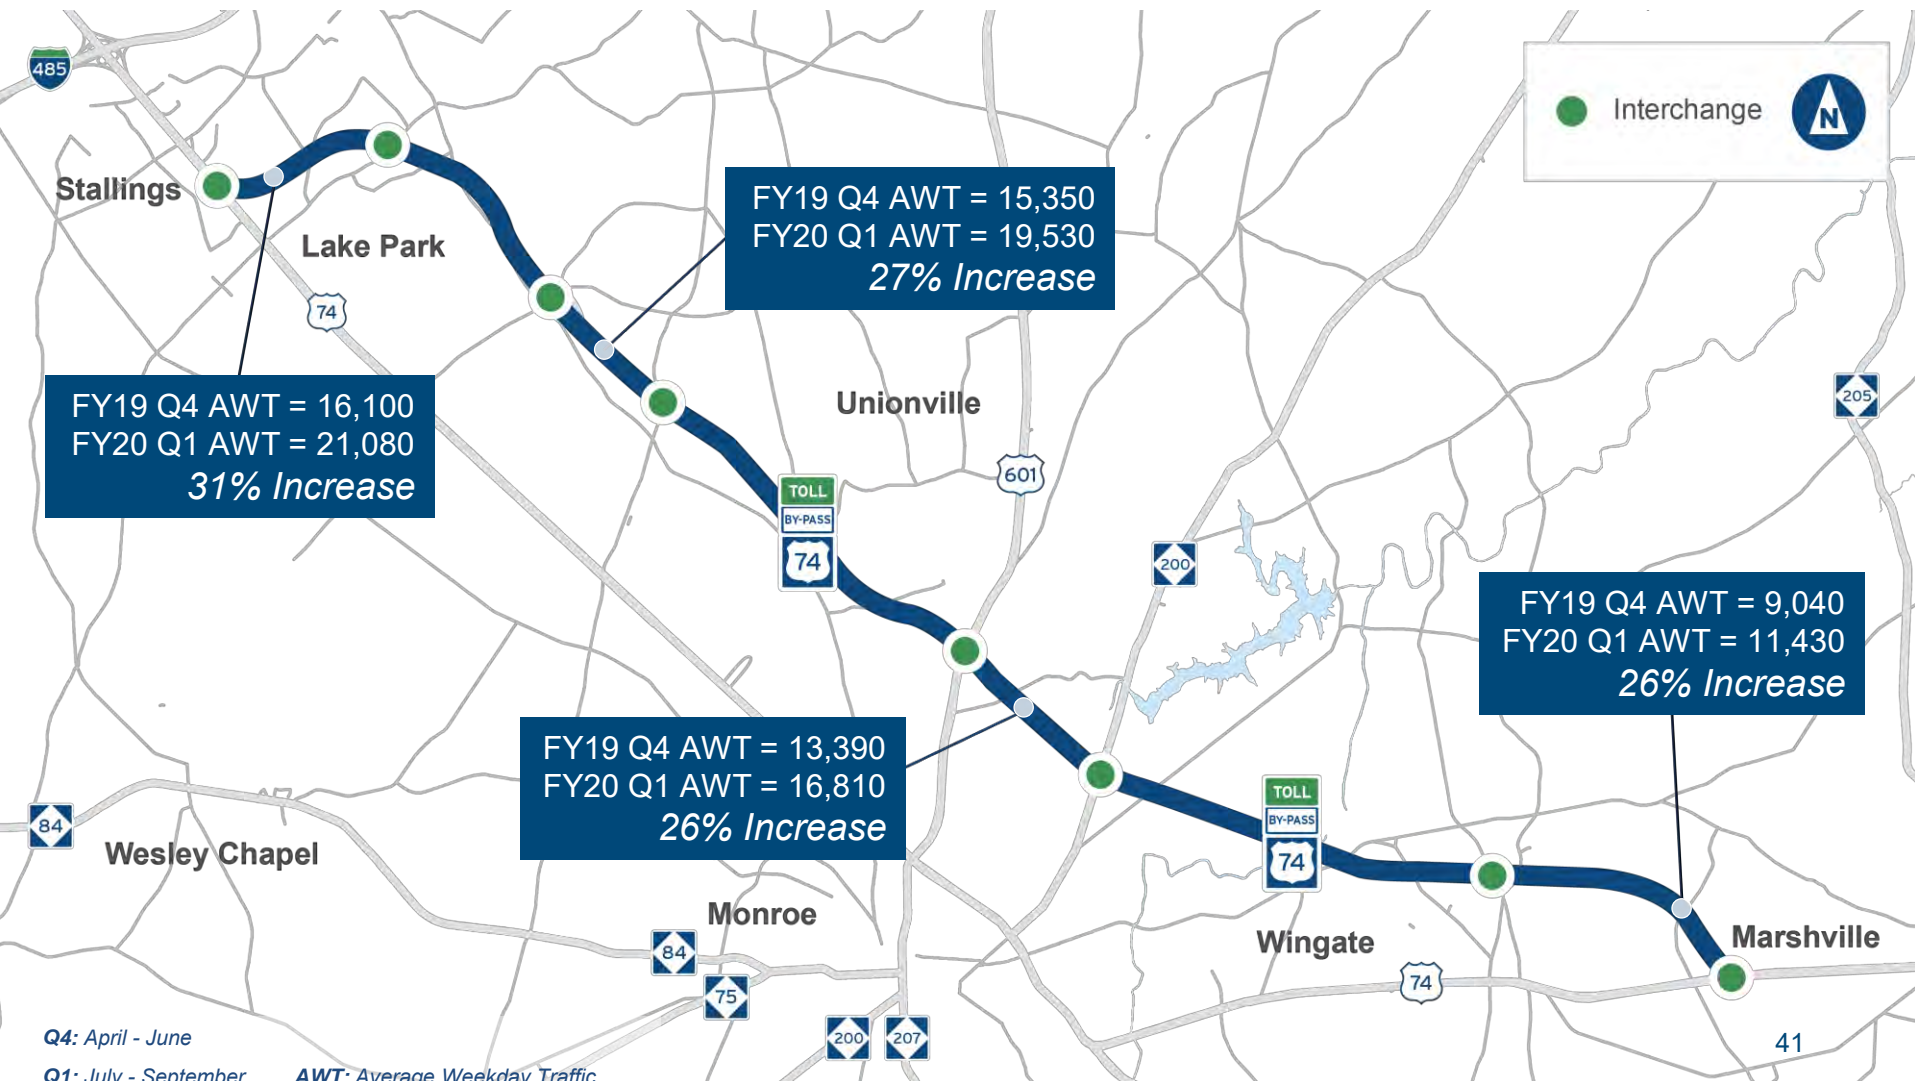 485
Interchange
N
Stallings
Lake Park
74
FY19 Q4 AWT = 15,350
FY20 Q1 AWT = 19,530
27% Increase
FY19 Q4 AWT = 16,100
FY20 Q1 AWT = 21,080
31% Increase
Unionville
205
601
TOLL
BY-PASS
74
200
FY19 Q4 AWT = 9,040
FY20 Q1 AWT = 11,430
26% Increase
FY19 Q4 AWT = 13,390
FY20 Q1 AWT = 16,810
26% Increase
TOLL
BY-PASS
74
84
Wesley Chapel
Monroe
84
75
Wingate
Marshville
74
200
207
41
Q4: April - June
Q1: July - September
AWT: Average Weekday Traffic